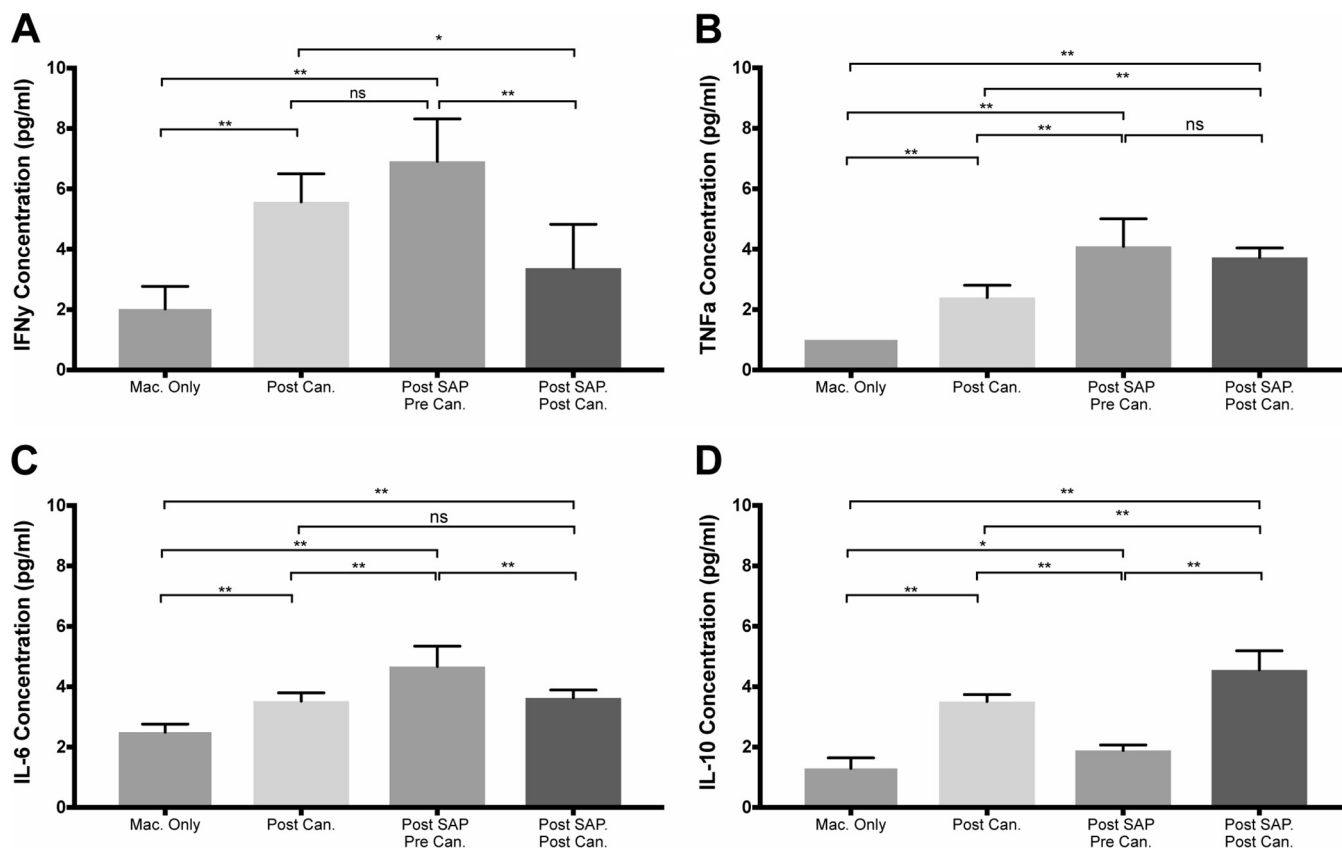 A
IFNy Concentration (pg/ml)
10
8
6
4
2
0
*
**
ns
**
**
Mac. Only
Post Can.
Post SAP
Pre Can.
Post SAP.
Post Can.
B
TNFa Concentration (pg/ml)
10
8
6
4
2
0
**
**
**
**
ns
**
Mac. Only
Post Can.
Post SAP
Pre Can.
Post SAP.
Post Can.
C
IL-6 Concentration (pg/ml)
10
8
6
4
2
0
**
ns
**
**
**
**
Mac. Only
Post Can.
Post SAP
Pre Can.
Post SAP.
Post Can.
D
IL-10 Concentration (pg/ml)
10
8
6
4
2
0
**
**
*
**
**
**
Mac. Only
Post Can.
Post SAP
Pre Can.
Post SAP.
Post Can.